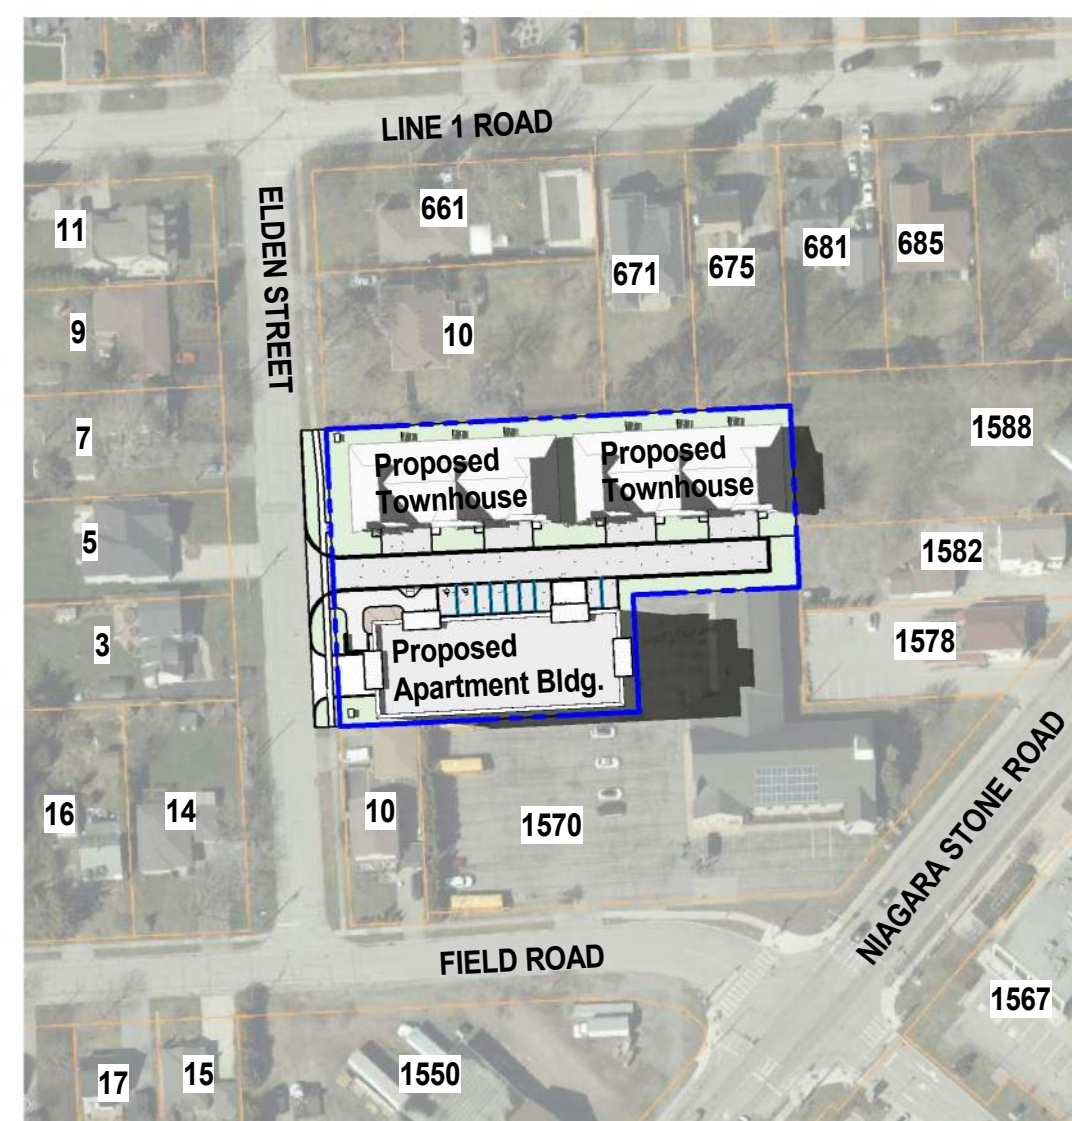 LINE 1 ROAD
ELDEN STREET
661
11
671
675
681
685
9
10
7
1588
Proposed
Townhouse
Proposed
Townhouse
5
1582
3
Proposed
Apartment Bldg.
1578
16
14
10
1570
NIAGARA STONE ROAD
FIELD ROAD
1567
17
15
1550